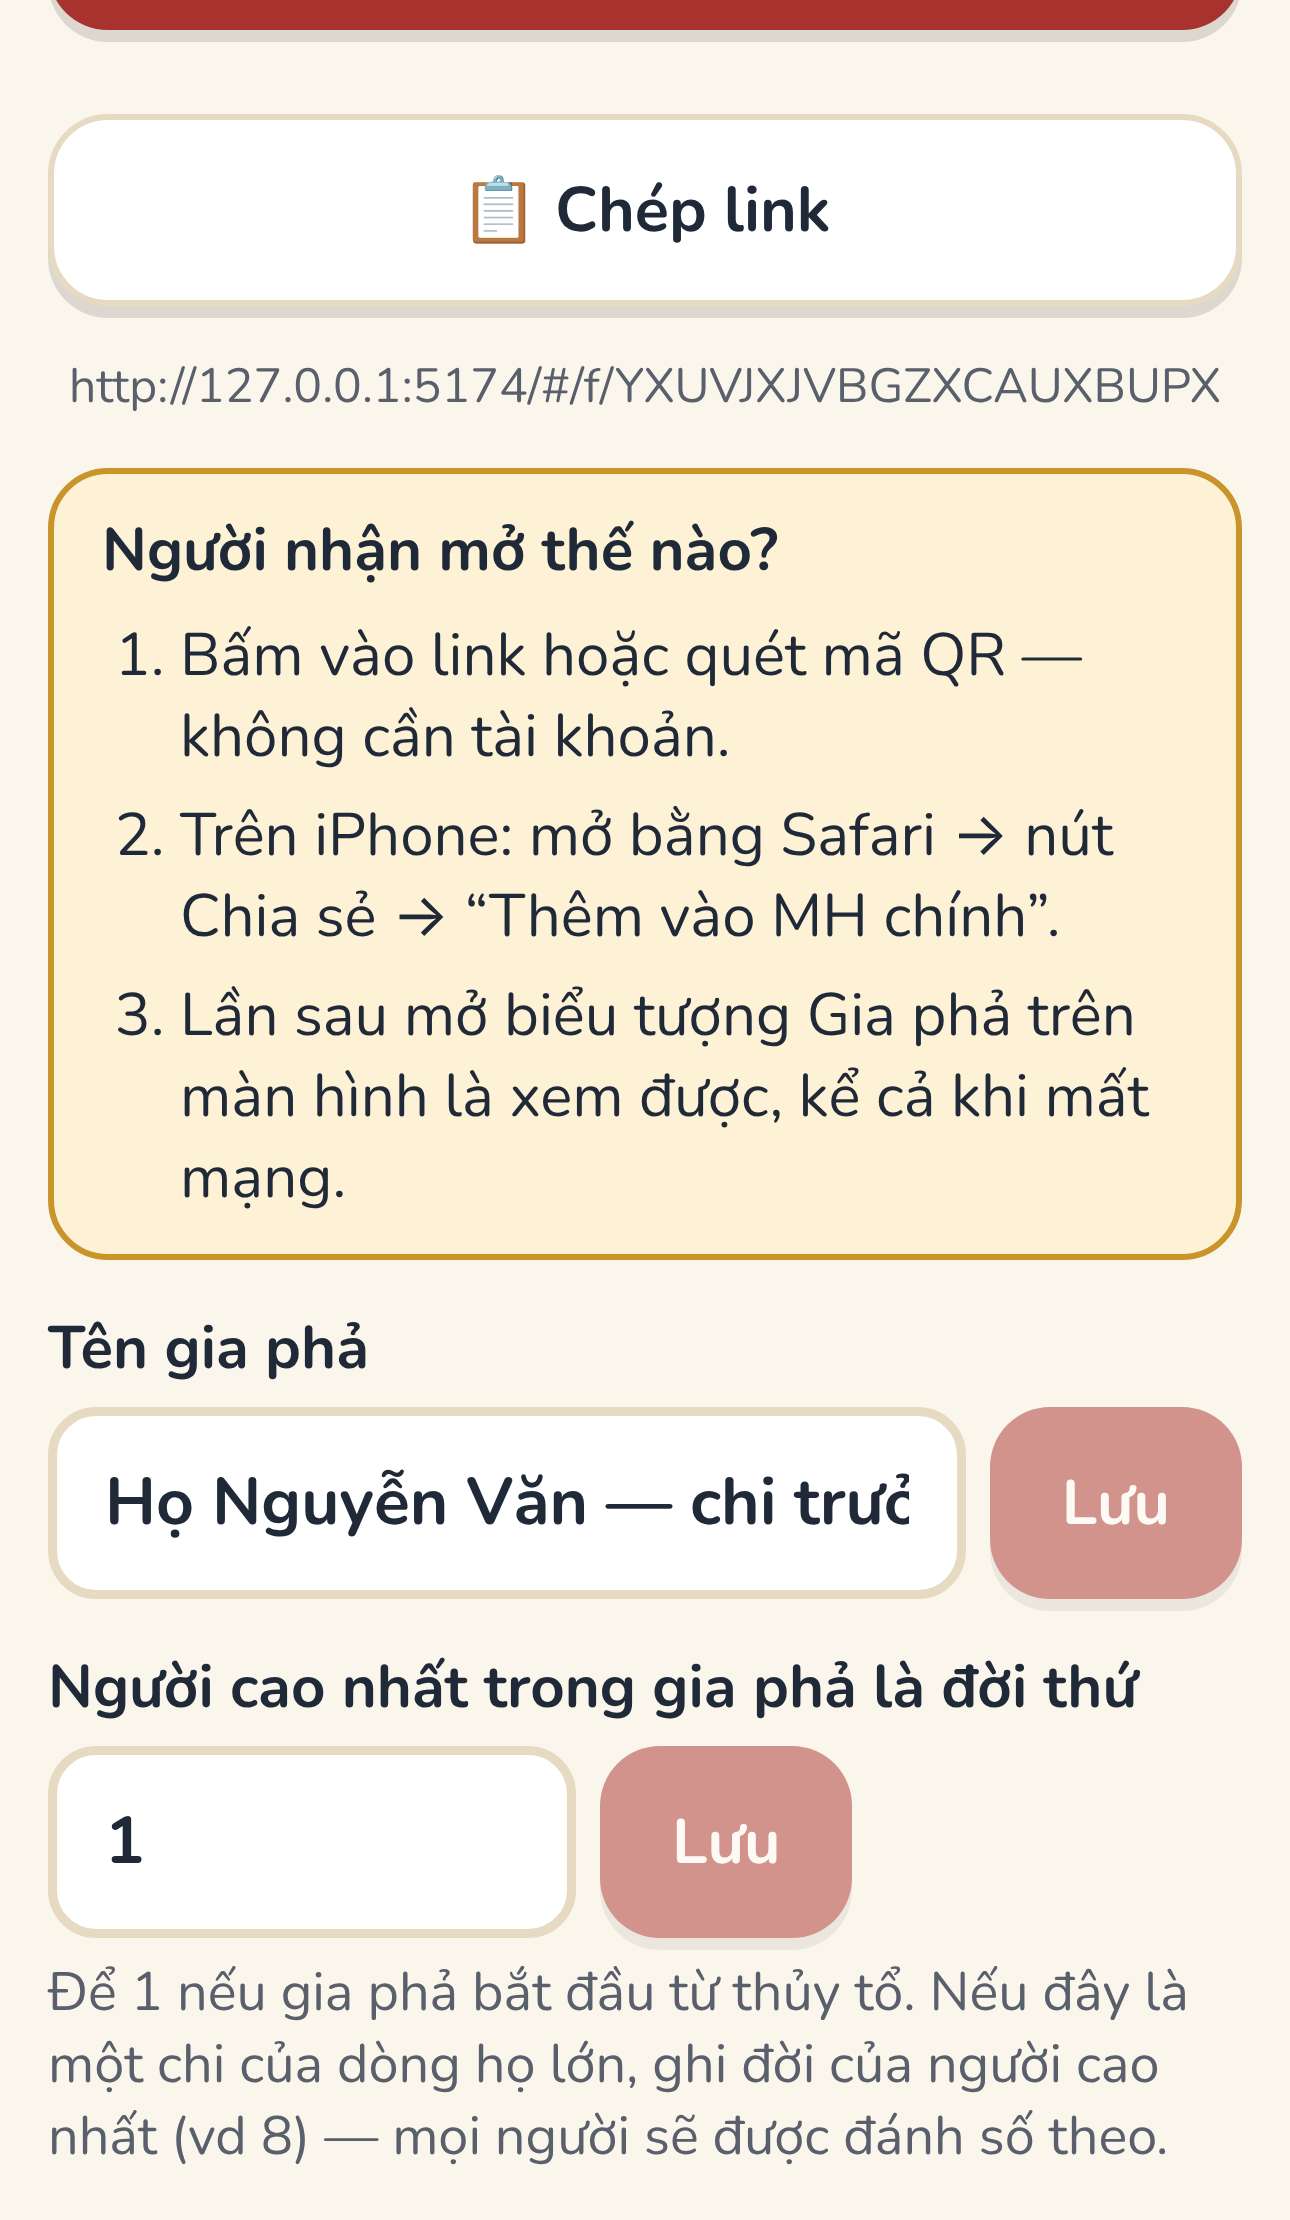 Chép link
http://127.0.0.1:5174/#/f/YXUVJXJVBGZXCAUXBUPX
Người nhận mở thế nào?
1. Bấm vào link hoặc quét mã QR —
không cần tài khoản.
2. Trên iPhone: mở bằng Safari → nút
Chia sẻ → “Thêm vào MH chính”.
3. Lần sau mở biểu tượng Gia phả trên
màn hình là xem được, kể cả khi mất
mạng.
Tên gia phả
Họ Nguyễn Văn — chi
Lưu
Người cao nhất trong gia phả là đời thứ
1
Lưu
Để 1 nếu gia phả bắt đầu từ thủy tổ. Nếu đây là
một chi của dòng họ lớn, ghi đời của người cao
nhất (vd 8) — mọi người sẽ được đánh số theo.